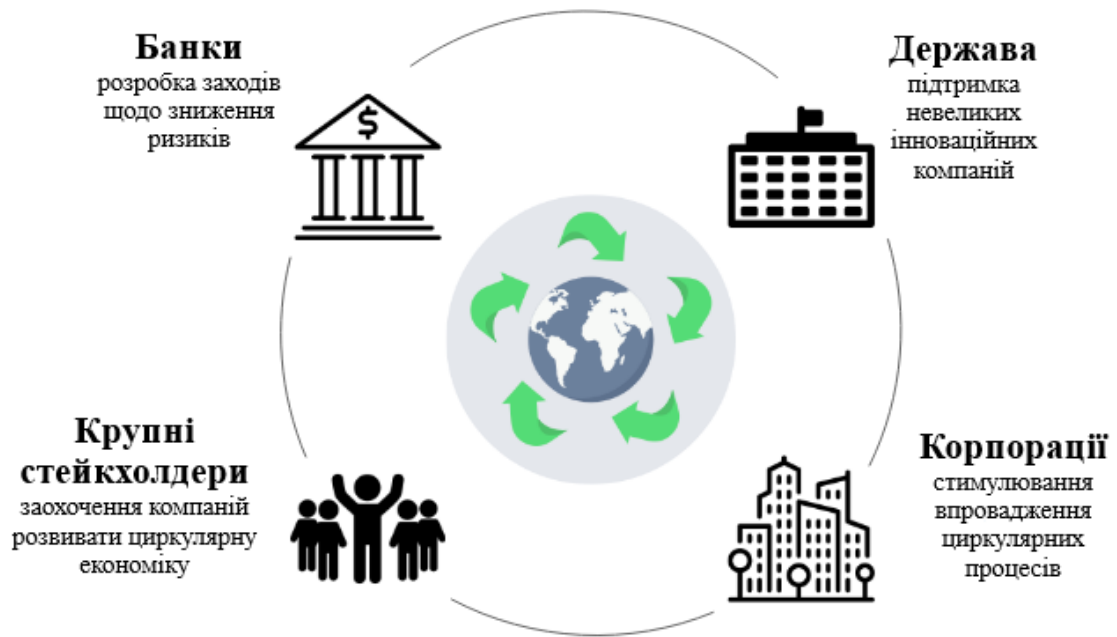 Банки
розробка заходів
щодо зниження
ризиків
$
Держава
підтримка
невеликих
інноваційних
компаній
Крупні
стейкхолдери
заохочення компаній
розвивати циркулярну
економіку
Корпорації
стимулювання
впровадження
циркулярних
процесів